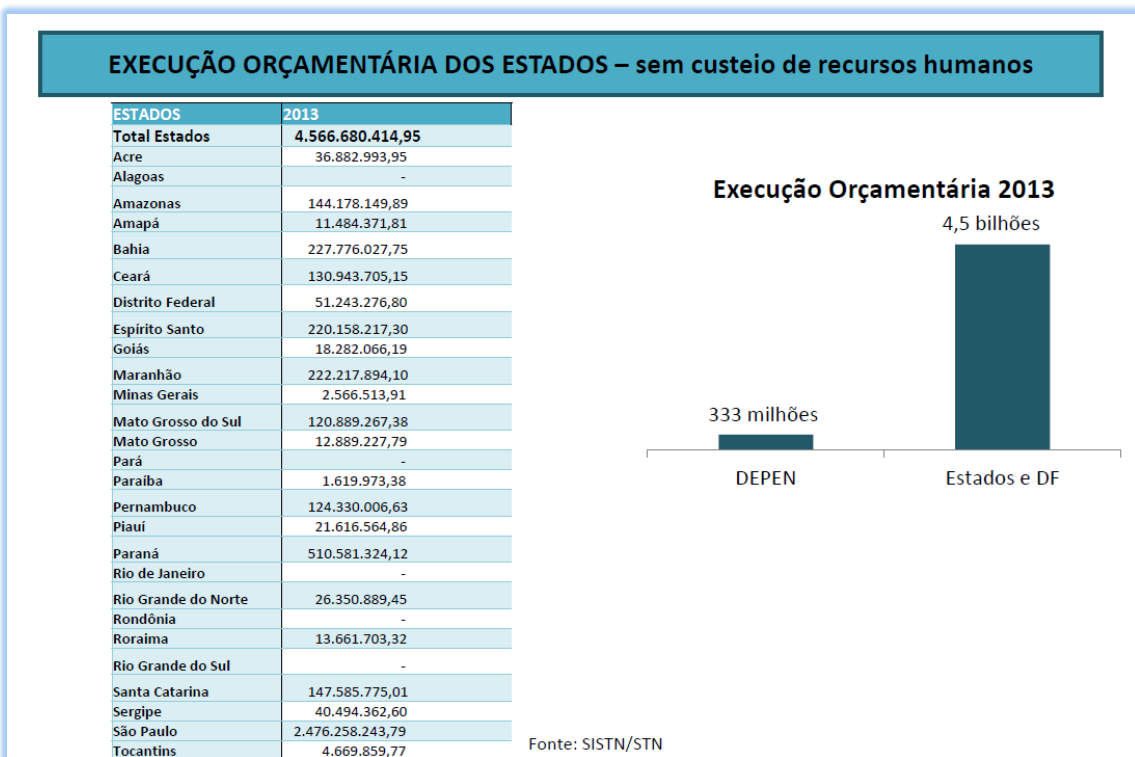 EXECUÇÃO ORÇAMENTÁRIA DOS ESTADOS – sem custeio de recursos humanos
ESTADOS 2013
Total Estados 4.566.680.414,95
Acre 36.882.993,95
Alagoas -
Amazonas 144.178.149,89
Amapá 11.484.371,81
Bahia 227.776.027,75
Ceará 130.943.705,15
Distrito Federal 51.243.276,80
Espírito Santo 220.158.217,30
Goiás 18.282.066,19
Maranhão 222.217.894,10
Minas Gerais 2.566.513,91
Mato Grosso do Sul 120.889.267,38
Mato Grosso 12.889.227,79
Pará -
Paraíba 1.619.973,38
Pernambuco 124.330.006,63
Piauí 21.616.564,86
Paraná 510.581.324,12
Rio de Janeiro -
Rio Grande do Norte 26.350.889,45
Rondônia -
Roraima 13.661.703,32
Rio Grande do Sul -
Santa Catarina 147.585.775,01
Sergipe 40.494.362,60
São Paulo 2.476.258.243,79
Tocantins 4.669.859,77
Execução Orçamentária 2013
4,5 bilhões
333 milhões
DEPEN Estados e DF
Fonte: SISTN/STN